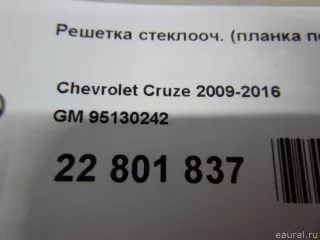 Решетка стеклооч. (планка
Chevrolet Cruze 2009-2016
GM 95130242
22 801 837
eaural.ru